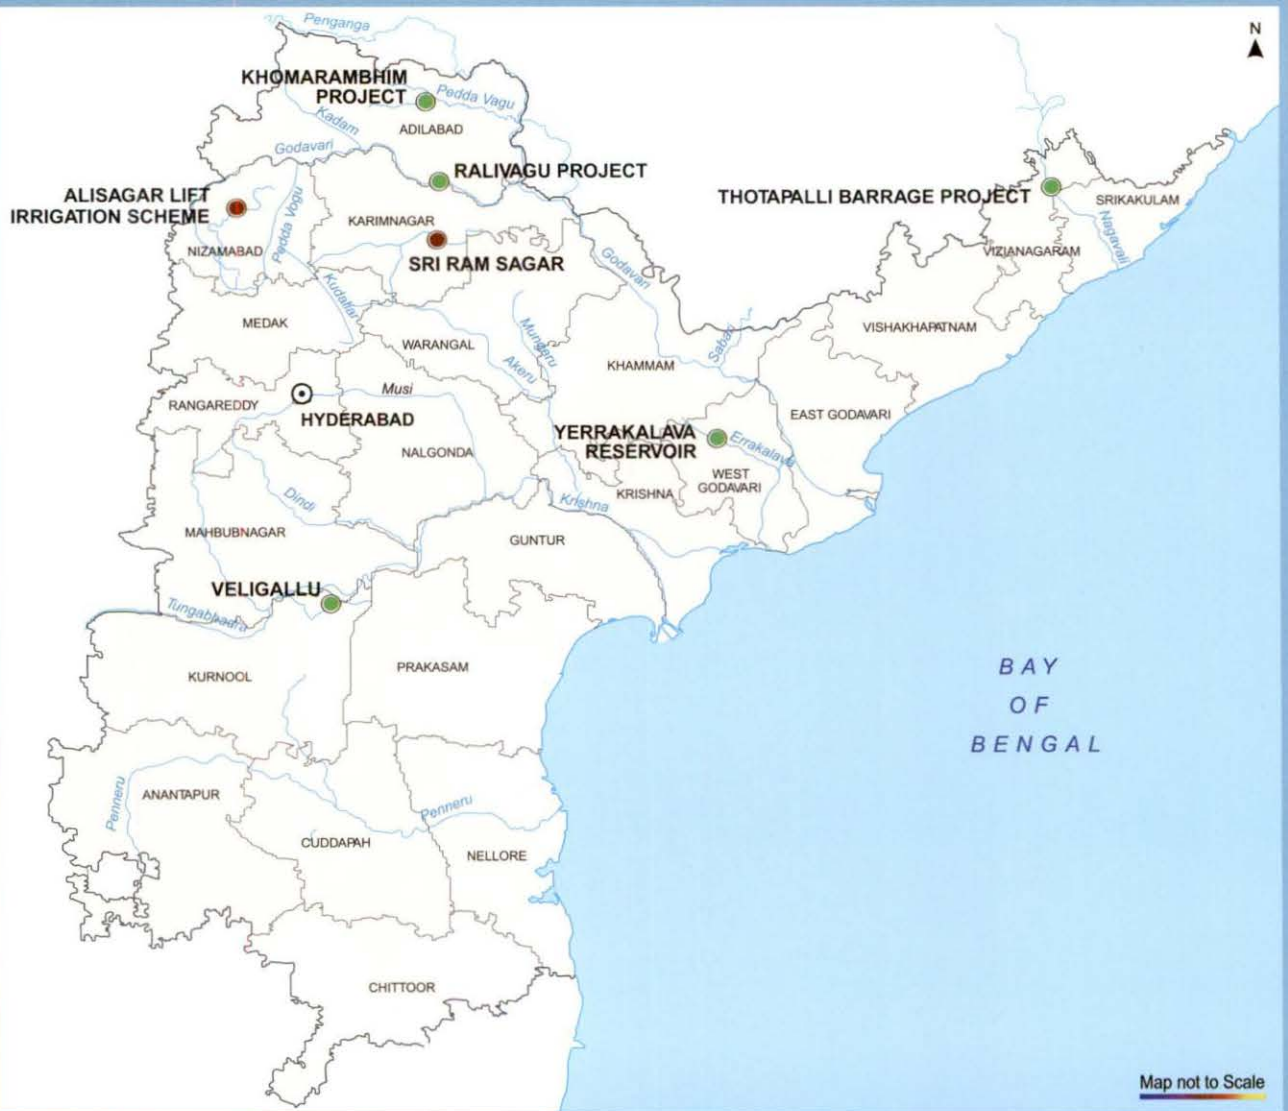 Penganga
N
KHOMARAMBHIM
PROJECT
Pedda Vagu
Kadam
ADILABAD
Godavari
RALIVAGU PROJECT
ALISAGAR LIFT
IRRIGATION SCHEME
THOTAPALLI BARRAGE PROJECT
SRIKAKULAM
Pedda Vogu
KARIMNAGAR
Nagavali
NIZAMABAD
SRI RAM SAGAR
Godavari
VIZIANAGARAM
Kudaliar
MEDAK
Munneru
Sabari
VISHAKHAPATNAM
WARANGAL
Akeru
KHAMMAM
Musi
RANGAREDDY
HYDERABAD
EAST GODAVARI
YERRAKALAVA
RESERVOIR
Errakalava
NALGONDA
WEST
GODAVARI
KRISHNA
Dindi
Krishna
MAHBUBNAGAR
GUNTUR
VELIGALLU
Tungabhadra
KURNOOL
PRAKASAM
BAY
OF
BENGAL
Penneru
ANANTAPUR
Penneru
CUDDAPAH
NELLORE
CHITTOOR
Map not to Scale